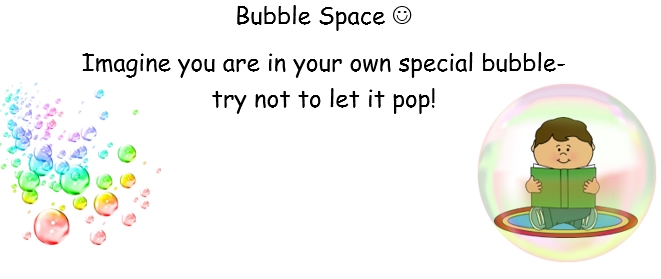 Bubble Space ☺
Imagine you are in your own special bubble-
try not to let it pop!